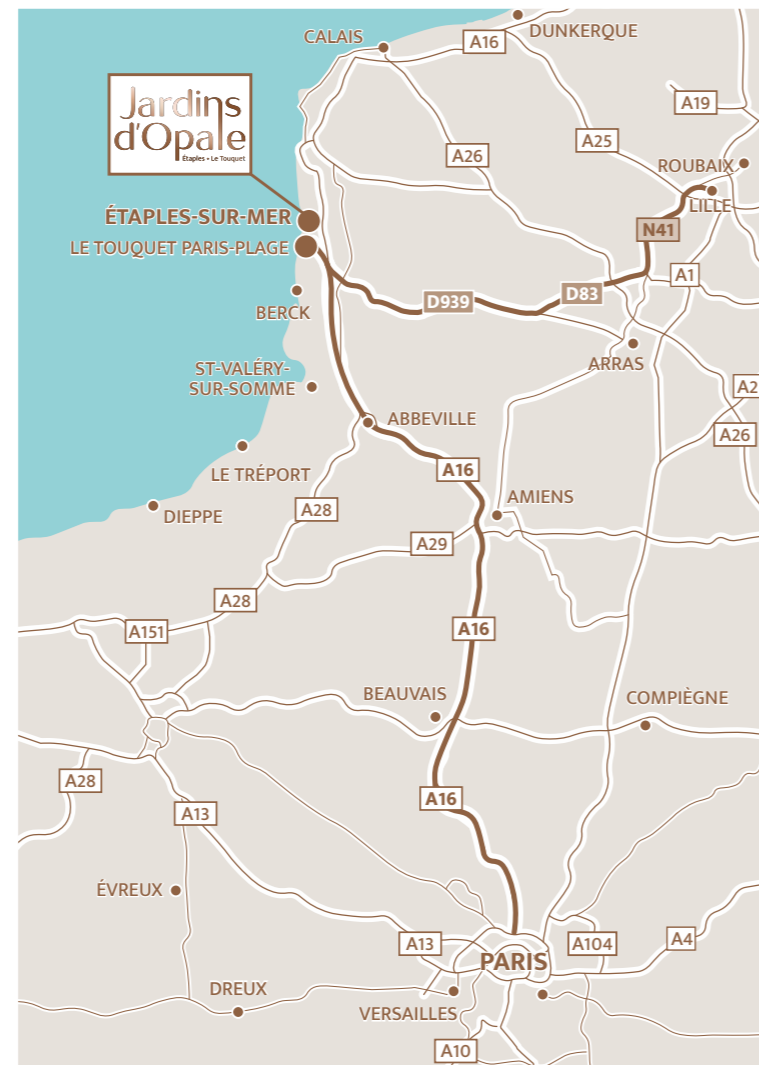 DUNKERQUE
CALAIS
A16
Jardins
d'Opale
Étaples • Le Touquet
A19
A25
A26
ROUBAIX
LILLE
ÉTAPLES-SUR-MER
N41
LE TOUQUET PARIS-PLAGE
A1
D939
D83
BERCK
ARRAS
ST-VALÉRY-
SUR-SOMME
A2
ABBEVILLE
A26
A16
LE TRÉPORT
AMIENS
A28
DIEPPE
A29
A28
A151
A16
BEAUVAIS
COMPIÈGNE
A28
A16
A13
ÉVREUX
A13
A104
A4
PARIS
DREUX
VERSAILLES
A10